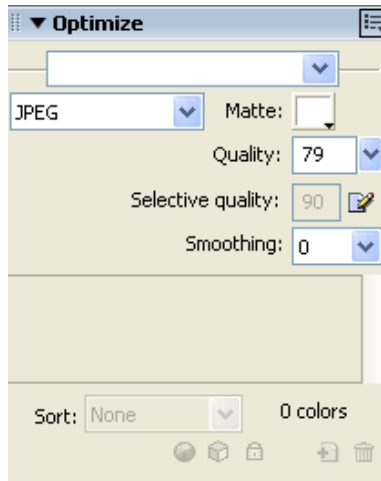 Optimize
JPEG Matte:
Quality: 79
Selective quality: 90
Smoothing: 0
Sort: None 0 colors